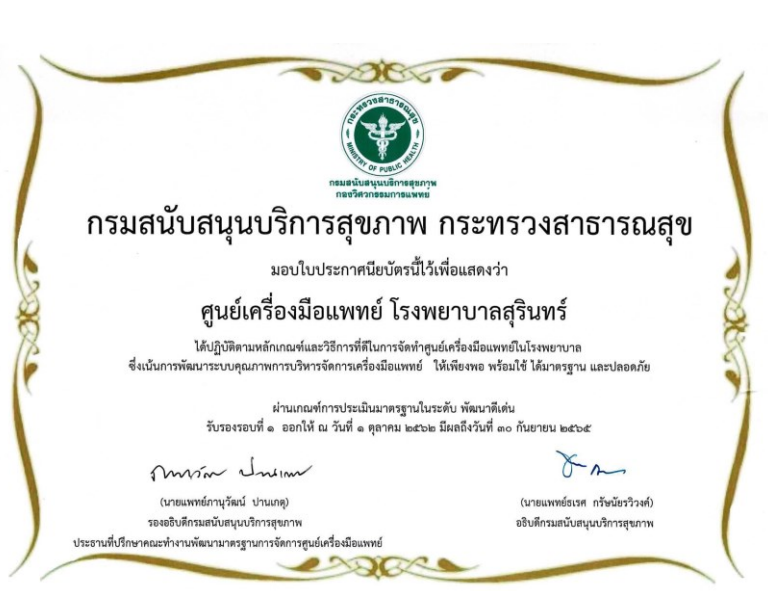 กระทรวงสาธารณสุข
MINISTRY OF PUBLIC HEALTH
กรมสนับสนุนบริการสุขภาพ
กองวิศวกรรมการแพทย์
กรมสนับสนุนบริการสุขภาพ กระทรวงสาธารณสุข
มอบใบประกาศนียบัตรนี้ไว้เพื่อแสดงว่า
ศูนย์เครื่องมือแพทย์ โรงพยาบาลสุรินทร์
ได้ปฏิบัติตามหลักเกณฑ์และวิธีการที่ดีในการจัดทำศูนย์เครื่องมือแพทย์ในโรงพยาบาล
ซึ่งเน้นการพัฒนาระบบคุณภาพการบริหารจัดการเครื่องมือแพทย์ ให้เพียงพอ พร้อมใช้ ได้มาตรฐาน และปลอดภัย
ผ่านเกณฑ์การประเมินมาตรฐานในระดับ พัฒนาดีเด่น
รับรองรอบที่ ๑ ออกให้ ณ วันที่ ๑ ตุลาคม ๒๕๖๒ มีผลถึงวันที่ ๓๐ กันยายน ๒๕๖๕
(นายแพทย์ภานุวัฒน์ ปานเกตุ)
รองอธิบดีกรมสนับสนุนบริการสุขภาพ
ประธานที่ปรึกษาคณะทำงานพัฒนามาตรฐานการจัดการศูนย์เครื่องมือแพทย์
(นายแพทย์ธเรศ กรัษนัยรวิวงค์)
อธิบดีกรมสนับสนุนบริการสุขภาพ